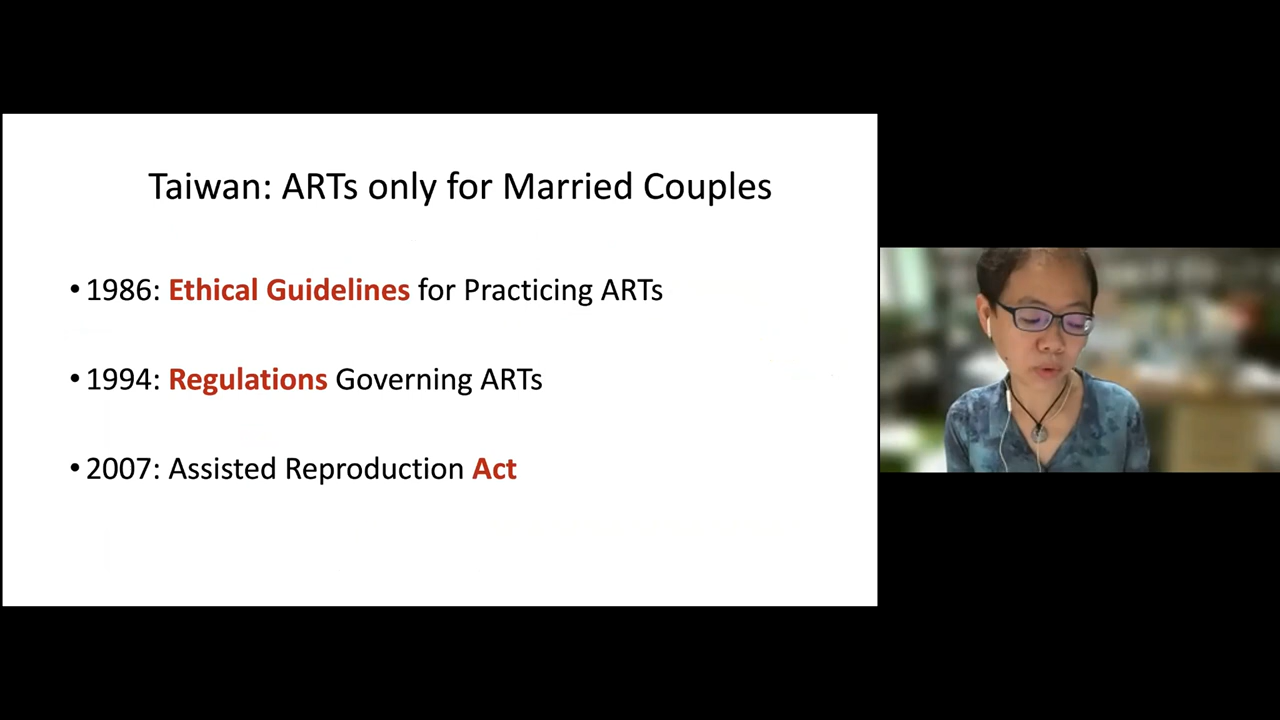 Taiwan: ARTs only for Married Couples
• 1986: Ethical Guidelines for Practicing ARTs
• 1994: Regulations Governing ARTs
• 2007: Assisted Reproduction Act